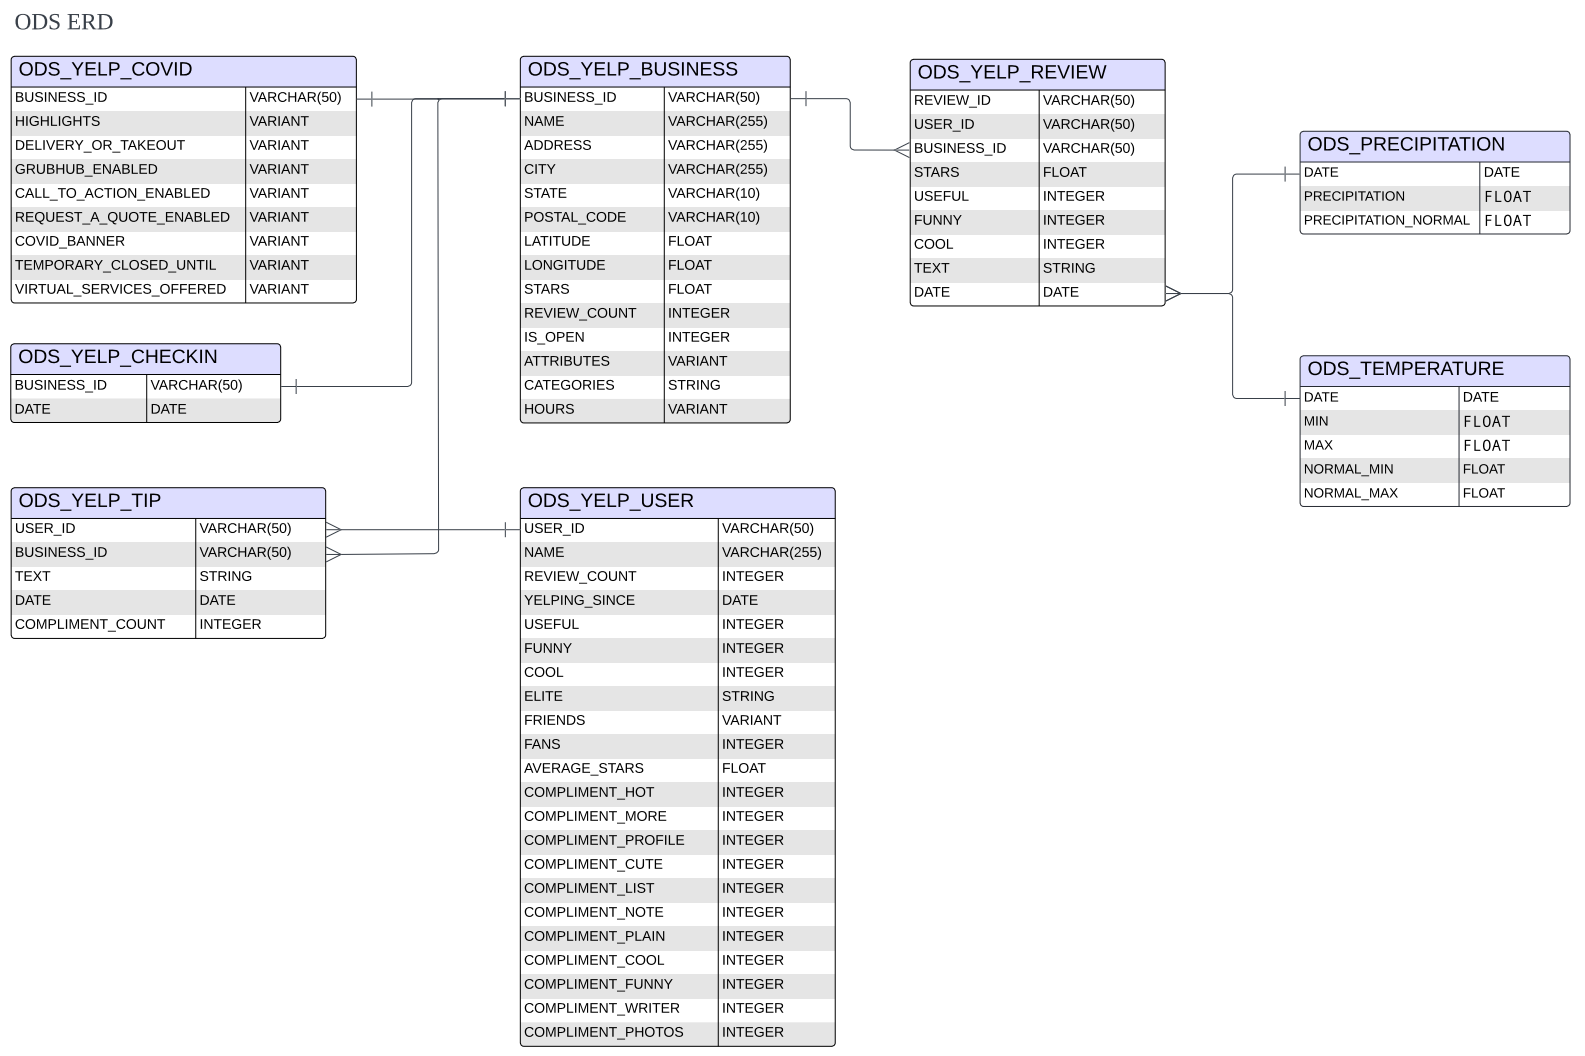 ODS ERD
ODS_YELP_COVID
BUSINESS_ID VARCHAR(50)
HIGHLIGHTS VARIANT
DELIVERY_OR_TAKEOUT VARIANT
GRUBHUB_ENABLED VARIANT
CALL_TO_ACTION_ENABLED VARIANT
REQUEST_A_QUOTE_ENABLED VARIANT
COVID_BANNER VARIANT
TEMPORARY_CLOSED_UNTIL VARIANT
VIRTUAL_SERVICES_OFFERED VARIANT
ODS_YELP_CHECKIN
BUSINESS_ID VARCHAR(50)
DATE DATE
ODS_YELP_TIP
USER_ID VARCHAR(50)
BUSINESS_ID VARCHAR(50)
TEXT STRING
DATE DATE
COMPLIMENT_COUNT INTEGER
ODS_YELP_BUSINESS
BUSINESS_ID VARCHAR(50)
NAME VARCHAR(255)
ADDRESS VARCHAR(255)
CITY VARCHAR(255)
STATE VARCHAR(10)
POSTAL_CODE VARCHAR(10)
LATITUDE FLOAT
LONGITUDE FLOAT
STARS FLOAT
REVIEW_COUNT INTEGER
IS_OPEN INTEGER
ATTRIBUTES VARIANT
CATEGORIES STRING
HOURS VARIANT
ODS_YELP_USER
USER_ID VARCHAR(50)
NAME VARCHAR(255)
REVIEW_COUNT INTEGER
YELPING_SINCE DATE
USEFUL INTEGER
FUNNY INTEGER
COOL INTEGER
ELITE STRING
FRIENDS VARIANT
FANS INTEGER
AVERAGE_STARS FLOAT
COMPLIMENT_HOT INTEGER
COMPLIMENT_MORE INTEGER
COMPLIMENT_PROFILE INTEGER
COMPLIMENT_CUTE INTEGER
COMPLIMENT_LIST INTEGER
COMPLIMENT_NOTE INTEGER
COMPLIMENT_PLAIN INTEGER
COMPLIMENT_COOL INTEGER
COMPLIMENT_FUNNY INTEGER
COMPLIMENT_WRITER INTEGER
COMPLIMENT_PHOTOS INTEGER
ODS_YELP_REVIEW
REVIEW_ID VARCHAR(50)
USER_ID VARCHAR(50)
BUSINESS_ID VARCHAR(50)
STARS FLOAT
USEFUL INTEGER
FUNNY INTEGER
COOL INTEGER
TEXT STRING
DATE DATE
ODS_PRECIPITATION
DATE DATE
PRECIPITATION FLOAT
PRECIPITATION_NORMAL FLOAT
ODS_TEMPERATURE
DATE DATE
MIN FLOAT
MAX FLOAT
NORMAL_MIN FLOAT
NORMAL_MAX FLOAT